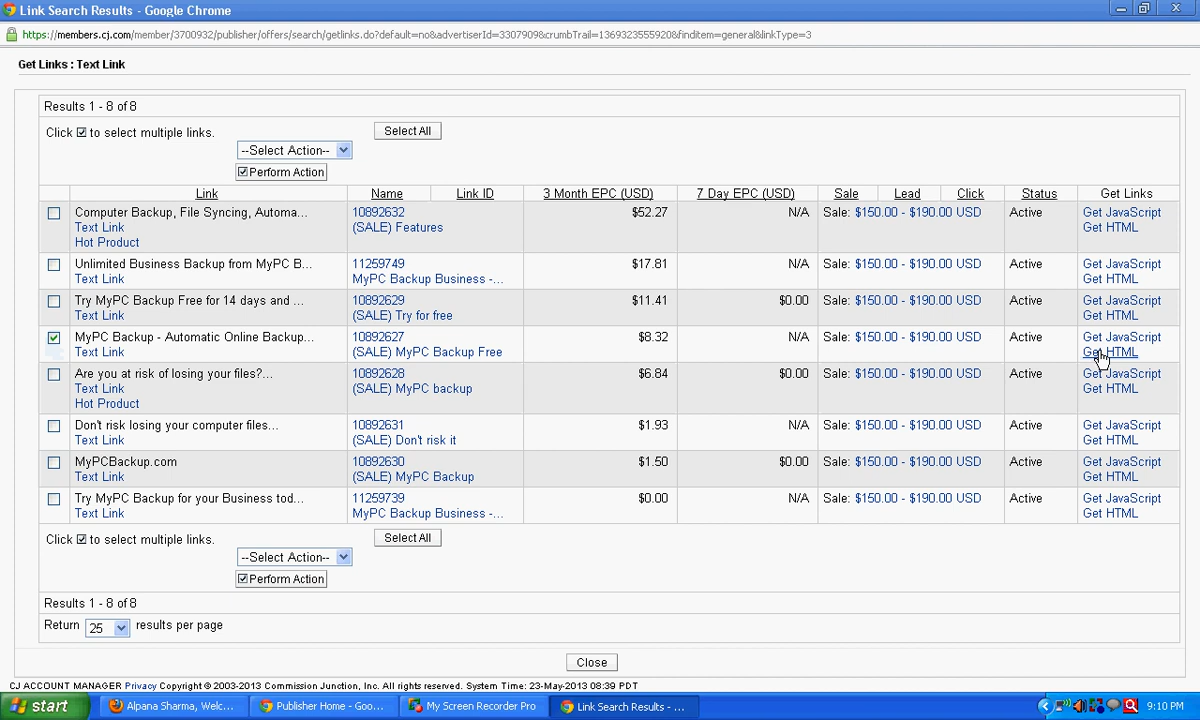 Link Search Results - Google Chrome
https://members.cj.com/member/3700932/publisher/offers/search/getlinks.do?default=no&advertiserId=3307909&crumbTrail=1369323555920&finditem=general&linkType=3
Get Links : Text Link
Results 1 - 8 of 8
Click to select multiple links.
Select All
--Select Action--
Perform Action
Link Name Link ID 3 Month EPC (USD) 7 Day EPC (USD) Sale Lead Click Status Get Links
Computer Backup, File Syncing, Automa... 10892632 $52.27 N/A Sale: $150.00 - $190.00 USD Active Get JavaScript
Text Link (SALE) Features Get HTML
Hot Product
Unlimited Business Backup from MyPC B... 11259749 $17.81 N/A Sale: $150.00 - $190.00 USD Active Get JavaScript
Text Link MyPC Backup Business -... Get HTML
Try MyPC Backup Free for 14 days and ... 10892629 $11.41 $0.00 Sale: $150.00 - $190.00 USD Active Get JavaScript
Text Link (SALE) Try for free Get HTML
MyPC Backup - Automatic Online Backup... 10892627 $8.32 N/A Sale: $150.00 - $190.00 USD Active Get JavaScript
Text Link (SALE) MyPC Backup Free Get HTML
Are you at risk of losing your files?... 10892628 $6.84 $0.00 Sale: $150.00 - $190.00 USD Active Get JavaScript
Text Link (SALE) MyPC backup Get HTML
Hot Product
Don't risk losing your computer files... 10892631 $1.93 N/A Sale: $150.00 - $190.00 USD Active Get JavaScript
Text Link (SALE) Don't risk it Get HTML
MyPCBackup.com 10892630 $1.50 $0.00 Sale: $150.00 - $190.00 USD Active Get JavaScript
Text Link (SALE) MyPC Backup Get HTML
Try MyPC Backup for your Business tod... 11259739 $0.00 N/A Sale: $150.00 - $190.00 USD Active Get JavaScript
Text Link MyPC Backup Business -... Get HTML
Click to select multiple links.
Select All
--Select Action--
Perform Action
Results 1 - 8 of 8
Return 25 results per page
Close
CJ ACCOUNT MANAGER Privacy Copyright © 2003-2013 Commission Junction, Inc. All rights reserved. System Time: 23-May-2013 08:39 PDT
start Alpana Sharma, Welc... Publisher Home - Goo... My Screen Recorder Pro Link Search Results - ... 9:10 PM